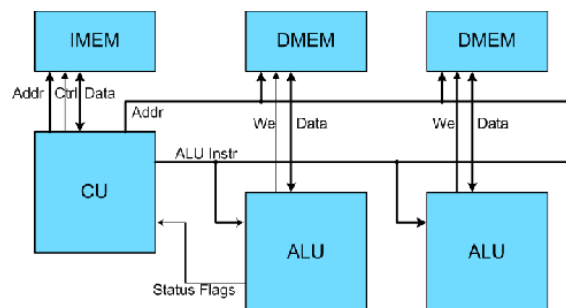 IMEM
DMEM
DMEM
Addr Ctrl Data
Addr
We Data
We Data
ALU Instr
CU
ALU
ALU
Status Flags